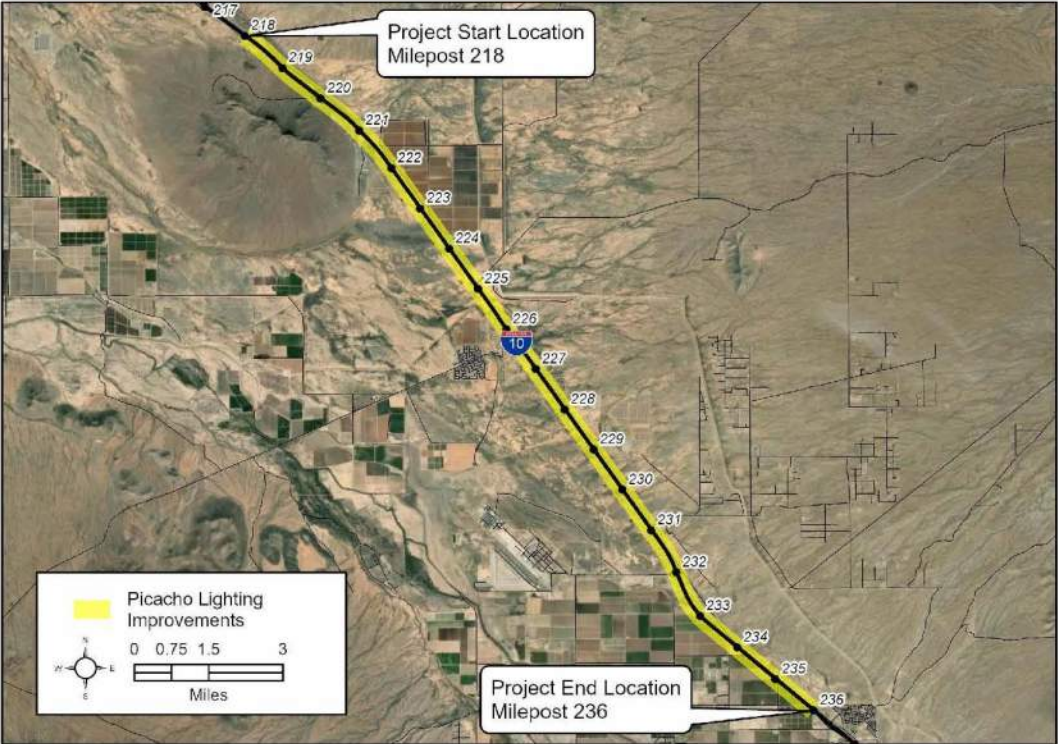 217
218
Project Start Location
Milepost 218
219
220
221
222
223
224
225
226
10
227
228
229
230
231
232
233
234
235
236
Picacho Lighting
Improvements
N
W E
S
0 0.75 1.5 3
Miles
Project End Location
Milepost 236